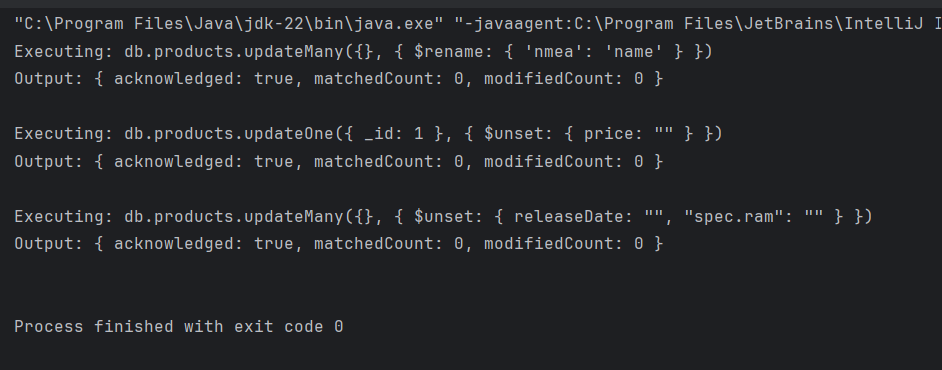 "C:\Program Files\Java\jdk-22\bin\java.exe" "-javaagent:C:\Program Files\JetBrains\IntelliJ I
Executing: db.products.updateMany({}, { $rename: { 'nmea': 'name' } })
Output: { acknowledged: true, matchedCount: 0, modifiedCount: 0 }
Executing: db.products.updateOne({ _id: 1 }, { $unset: { price: "" } })
Output: { acknowledged: true, matchedCount: 0, modifiedCount: 0 }
Executing: db.products.updateMany({}, { $unset: { releaseDate: "", "spec.ram": "" } })
Output: { acknowledged: true, matchedCount: 0, modifiedCount: 0 }
Process finished with exit code 0